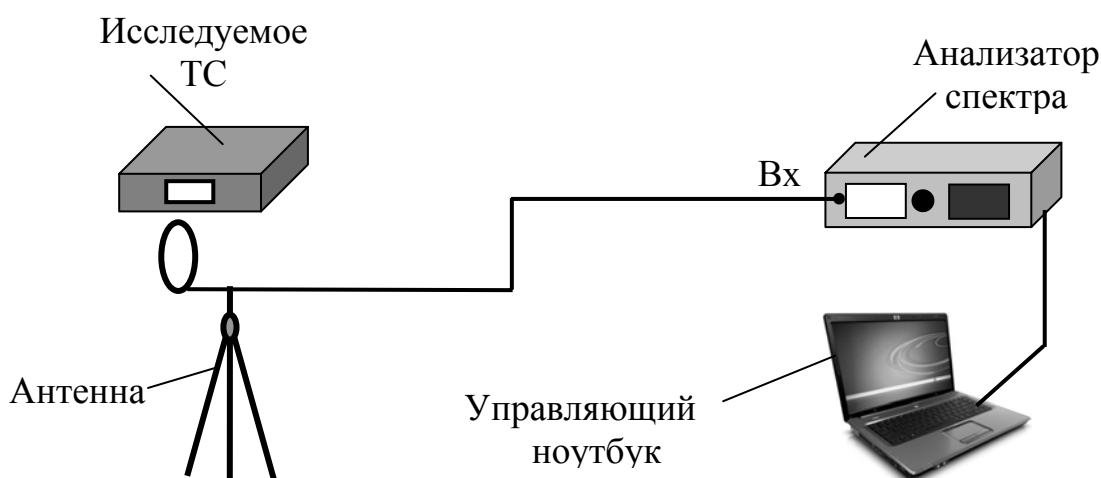 Исследуемое
ТС
Анализатор
спектра
Вх
Антенна
Управляющий
ноутбук